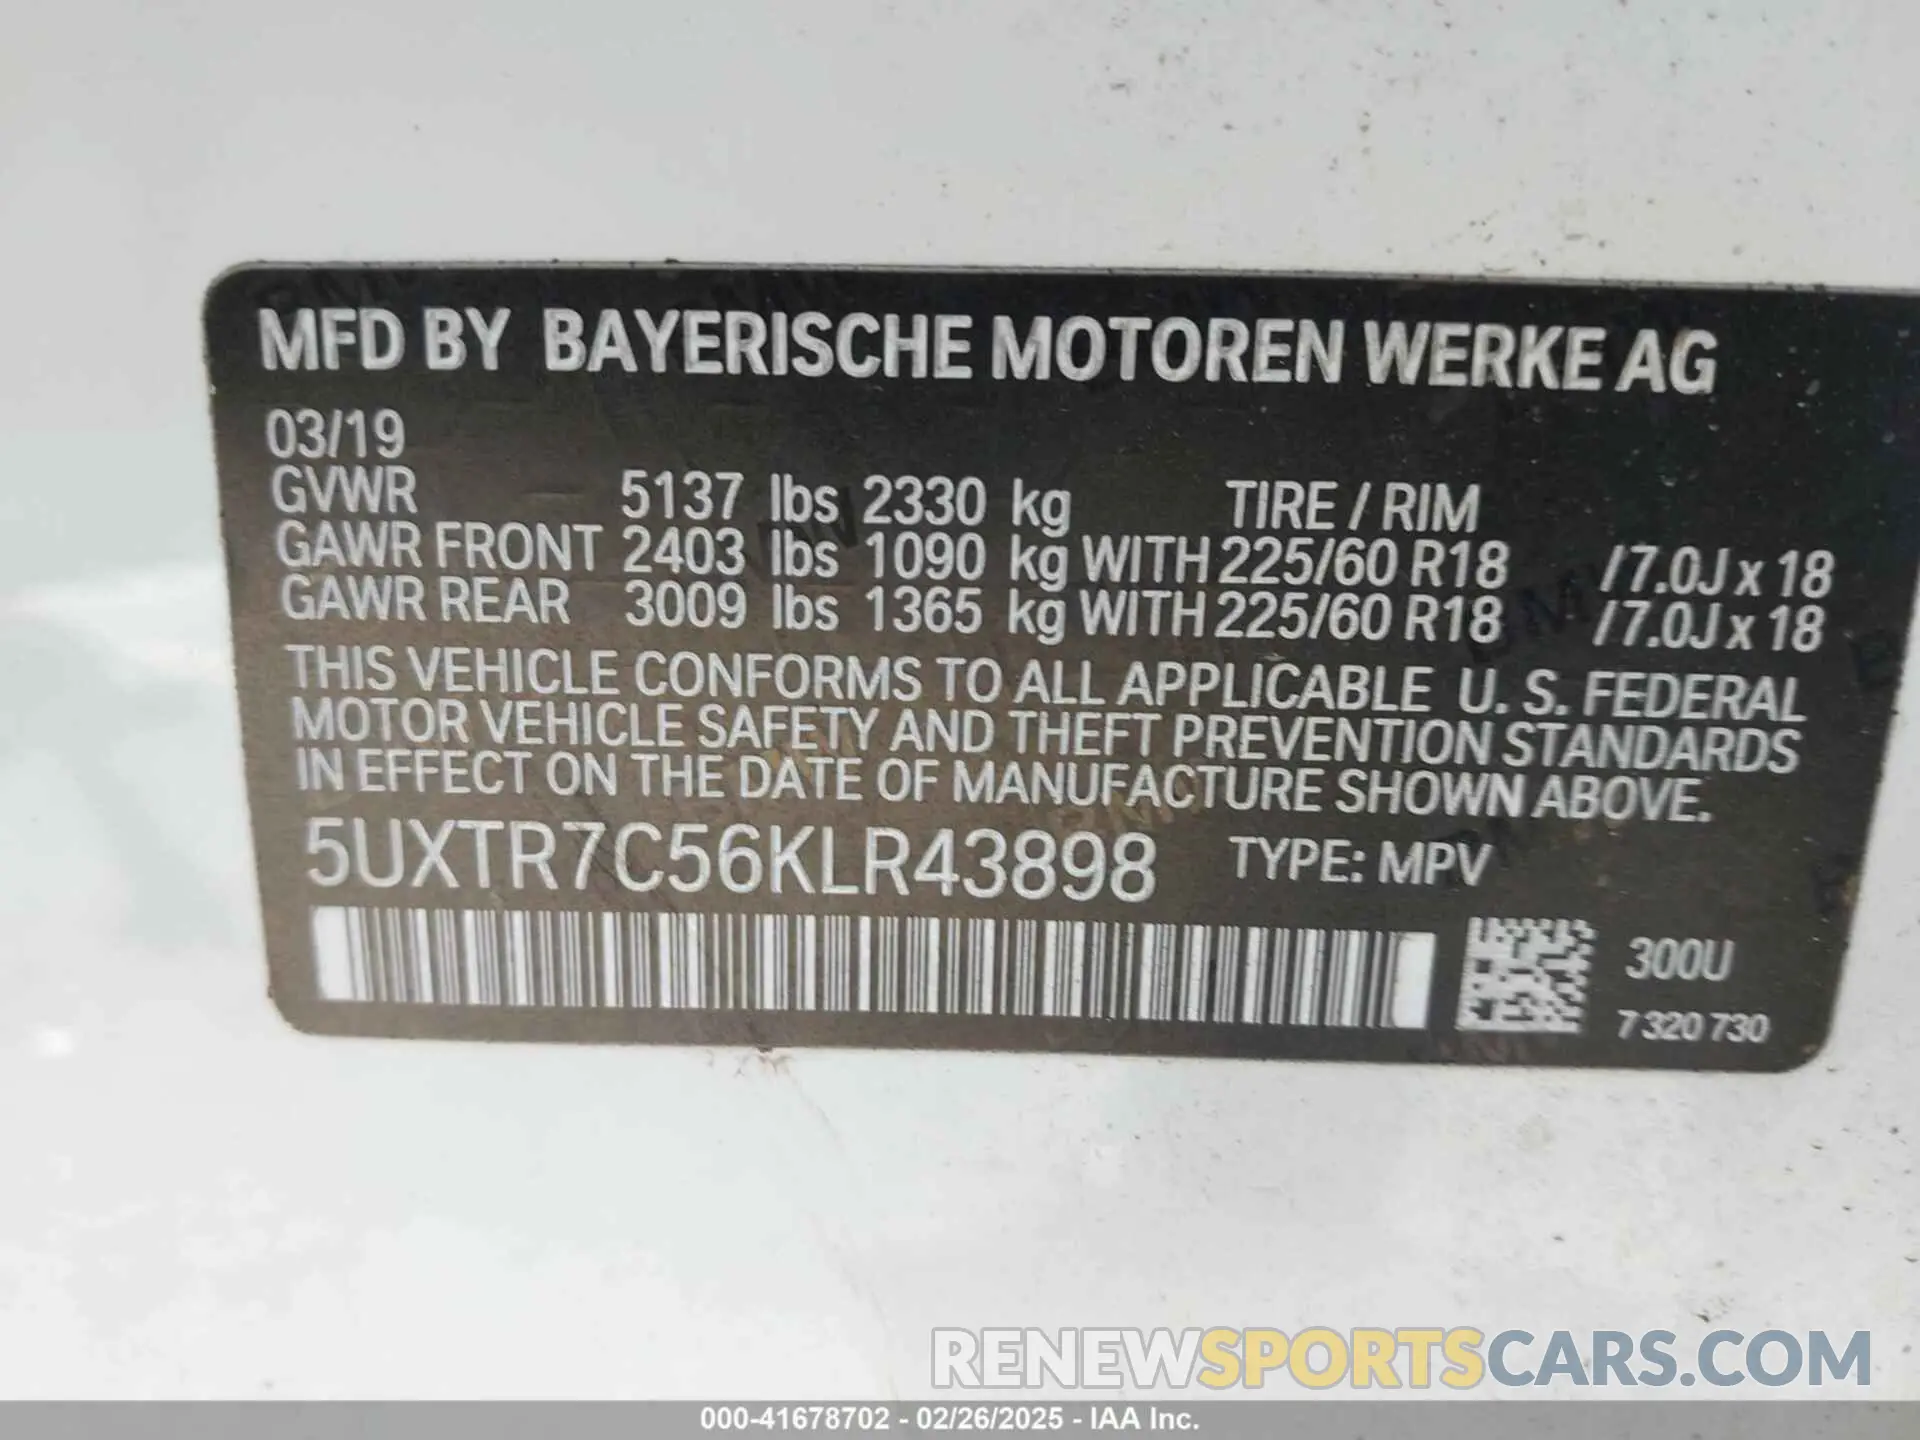 MFD BY BAYERISCHE MOTOREN WERKE AG
03/19
GVWR 5137 lbs 2330 kg TIRE / RIM
GAWR FRONT 2403 lbs 1090 kg WITH 225/60 R18 /7.0J x 18
GAWR REAR 3009 lbs 1365 kg WITH 225/60 R18 /7.0J x 18
THIS VEHICLE CONFORMS TO ALL APPLICABLE U. S. FEDERAL
MOTOR VEHICLE SAFETY AND THEFT PREVENTION STANDARDS
IN EFFECT ON THE DATE OF MANUFACTURE SHOWN ABOVE.
5UXTR7C56KLR43898 TYPE: MPV
300U
7 320 730
RENEWSPORTSCARS.COM
000-41678702 - 02/26/2025 - IAA Inc.